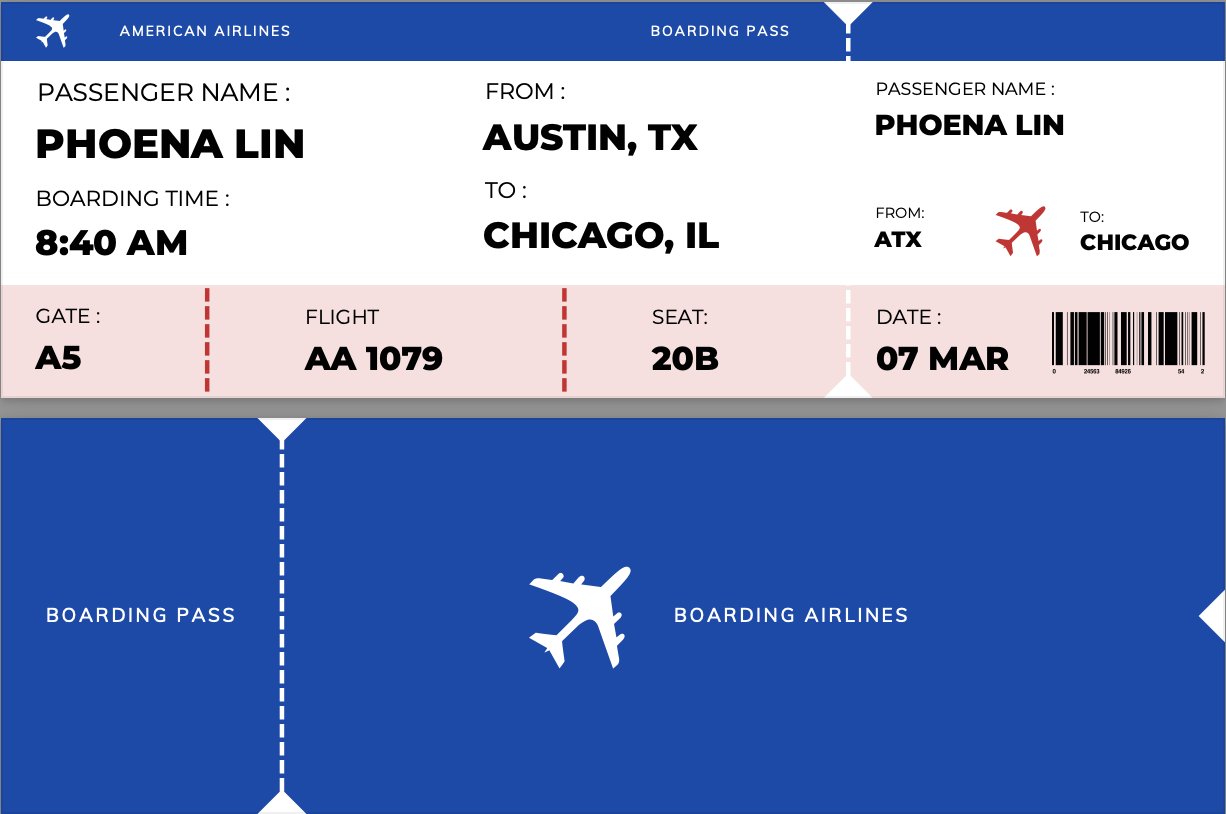 AMERICAN AIRLINES
BOARDING PASS
PASSENGER NAME :
PHOENA LIN
BOARDING TIME :
8:40 AM
FROM :
AUSTIN, TX
TO :
CHICAGO, IL
PASSENGER NAME :
PHOENA LIN
FROM:
ATX
TO:
CHICAGO
GATE :
A5
FLIGHT
AA 1079
SEAT:
20B
DATE :
07 MAR
0 24563 84926 54 2
BOARDING PASS
BOARDING AIRLINES